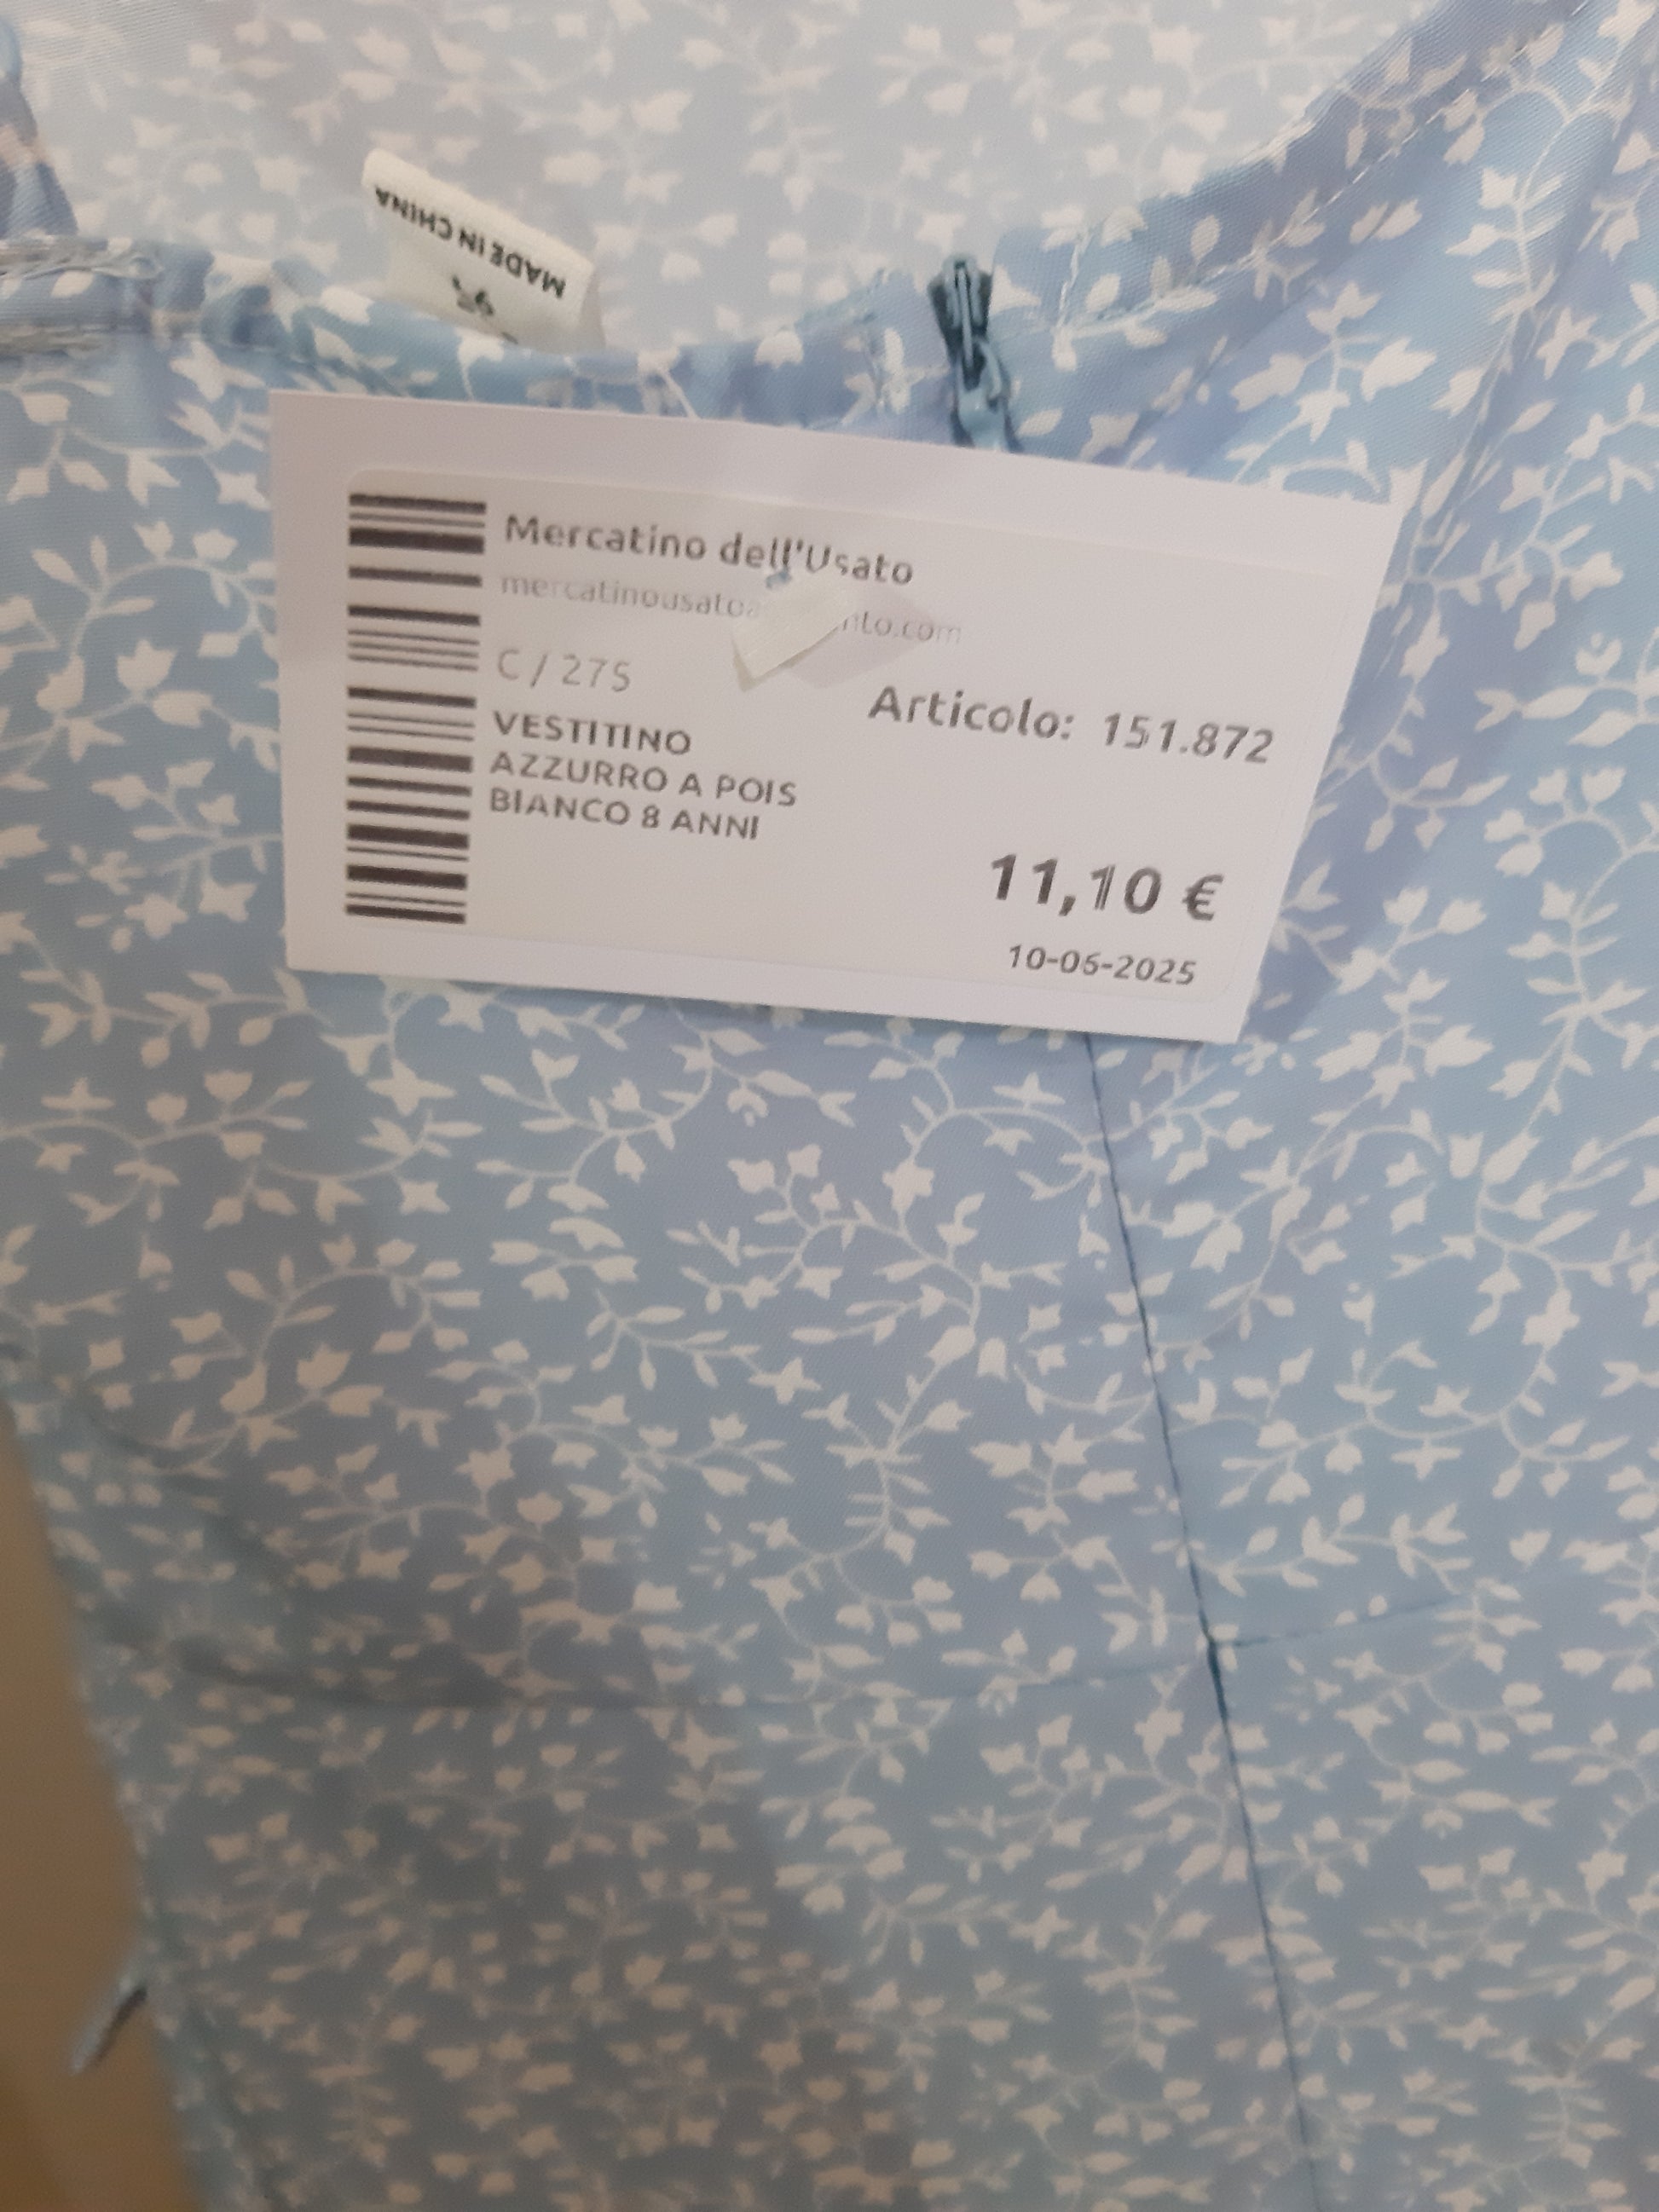 MADE IN CHINA
Mercatino dell'Usato
C / 275
Articolo: 151.872
VESTITINO
AZZURRO A POIS
BIANCO 8 ANNI
11,10 €
10-06-2025